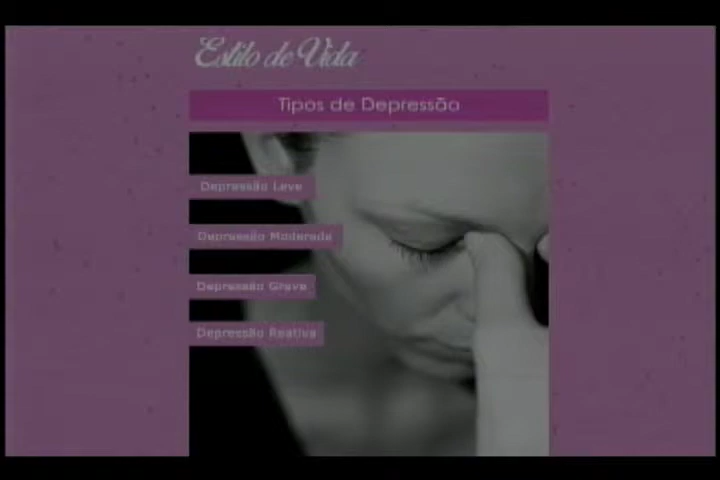 Estilo de Vida
Tipos de Depressão
Depressão Leve
Depressão Moderada
Depressão Grave
Depressão Reativa